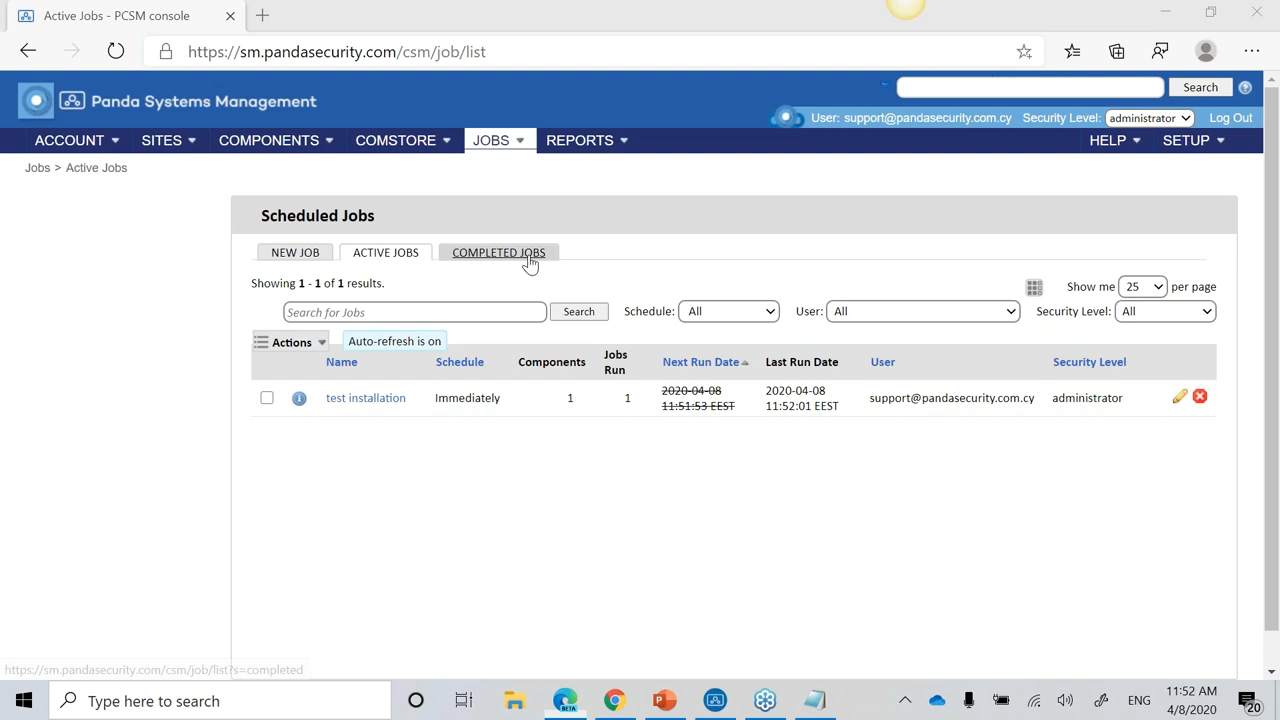 Active Jobs - PCSM console
https://sm.pandasecurity.com/csm/job/list
Panda Systems Management
Search
User: support@pandasecurity.com.cy Security Level: administrator Log Out
ACCOUNT SITES COMPONENTS COMSTORE JOBS REPORTS HELP SETUP
Jobs > Active Jobs
Scheduled Jobs
NEW JOB ACTIVE JOBS COMPLETED JOBS
Showing 1 - 1 of 1 results.
Show me 25 per page
Search for Jobs Search Schedule: All User: All Security Level: All
Actions Auto-refresh is on
Name Schedule Components Jobs Run Next Run Date Last Run Date User Security Level
test installation Immediately 1 1 2020-04-08 11:51:53 EEST 2020-04-08 11:52:01 EEST support@pandasecurity.com.cy administrator
https://sm.pandasecurity.com/csm/job/list?s=completed
Type here to search
BETA
ENG
11:52 AM
4/8/2020
20